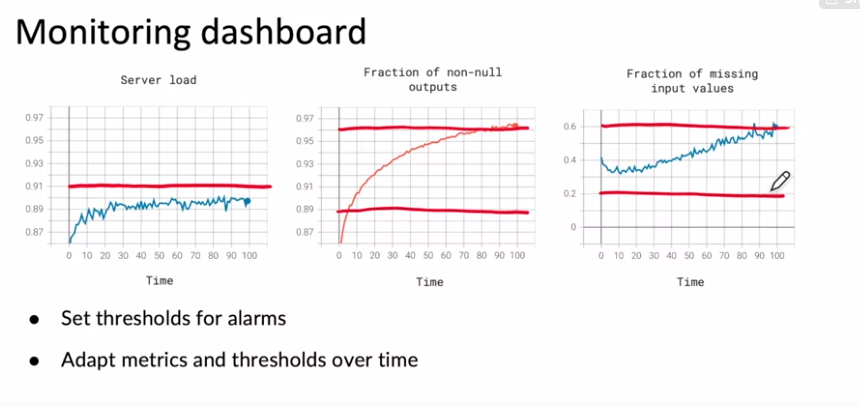 Monitoring dashboard
Server load
0.97
0.95
0.93
0.91
0.89
0.87
0 10 20 30 40 50 60 70 80 90 100
Time
Fraction of non-null
outputs
0.97
0.95
0.93
0.91
0.89
0.87
0 10 20 30 40 50 60 70 80 90 100
Time
Fraction of missing
input values
0.6
0.4
0.2
0
0 10 20 30 40 50 60 70 80 90 100
Time
● Set thresholds for alarms
● Adapt metrics and thresholds over time